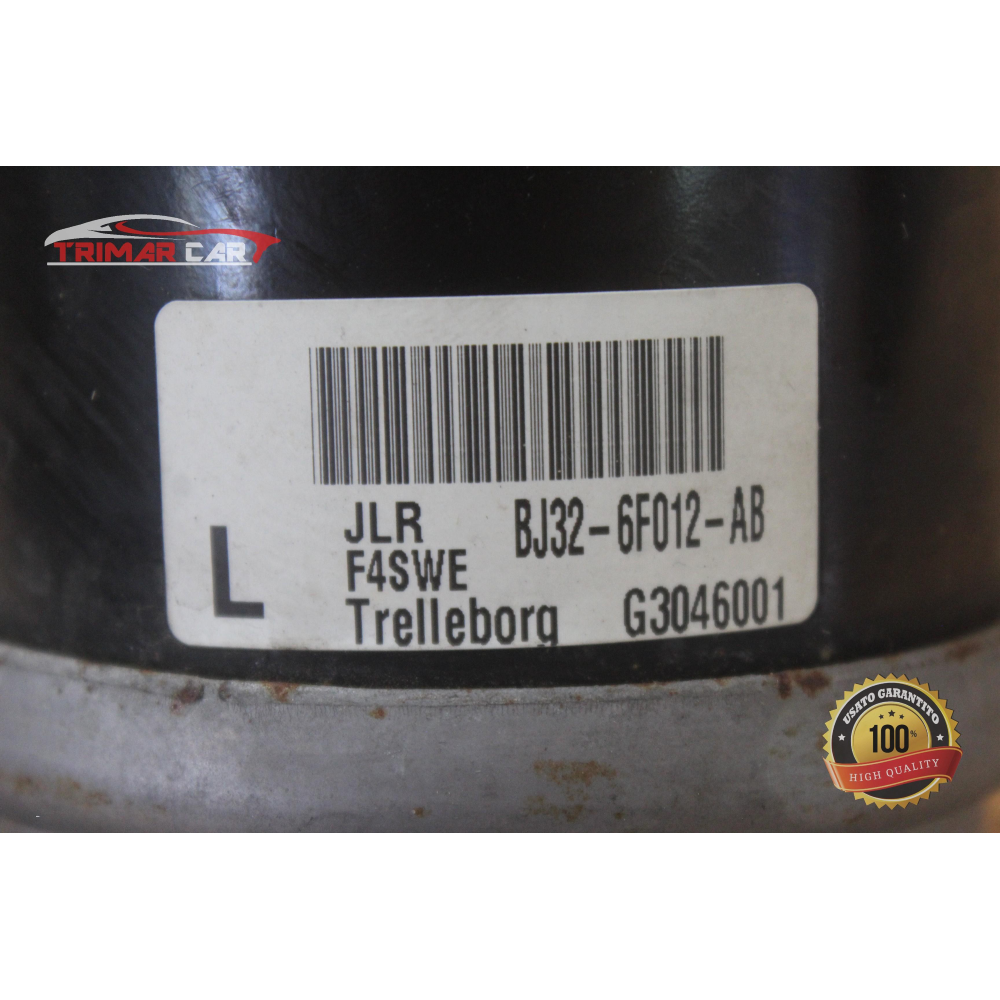 TRIMAR CAR
JLR BJ32-6F012-AB
F4SWE
L
Trelleborg G3046001
USATO GARANTITO
100%
HIGH QUALITY